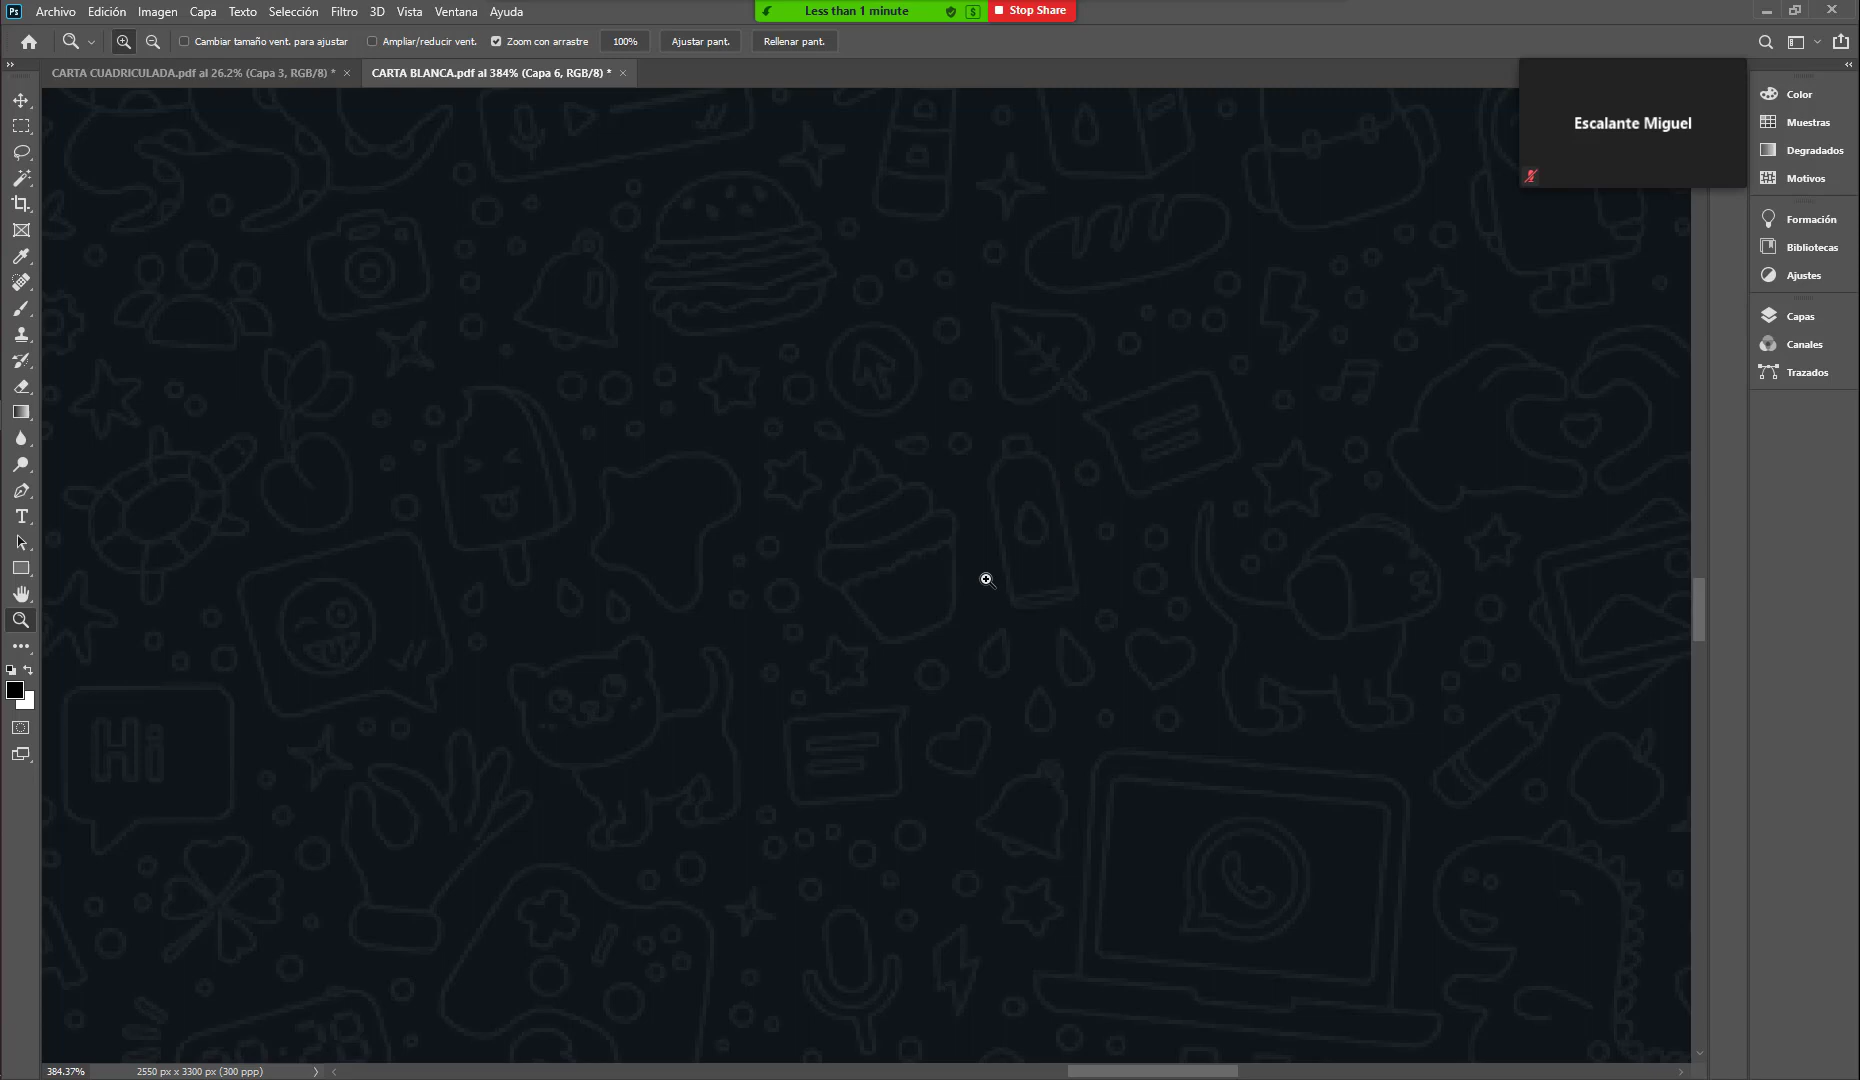 Ps Archivo Edición Imagen Capa Texto Selección Filtro 3D Vista Ventana Ayuda
Less than 1 minute $ Stop Share
Cambiar tamaño vent. para ajustar Ampliar/reducir vent. Zoom con arrastre 100% Ajustar pant. Rellenar pant.
CARTA CUADRICULADA.pdf al 26.2% (Capa 3, RGB/8) * × CARTA BLANCA.pdf al 384% (Capa 6, RGB/8) * ×
Escalante Miguel
Color
Muestras
Degradados
Motivos
Formación
Bibliotecas
Ajustes
Capas
Canales
Trazados
Hi
384.37% 2550 px x 3300 px (300 ppp)